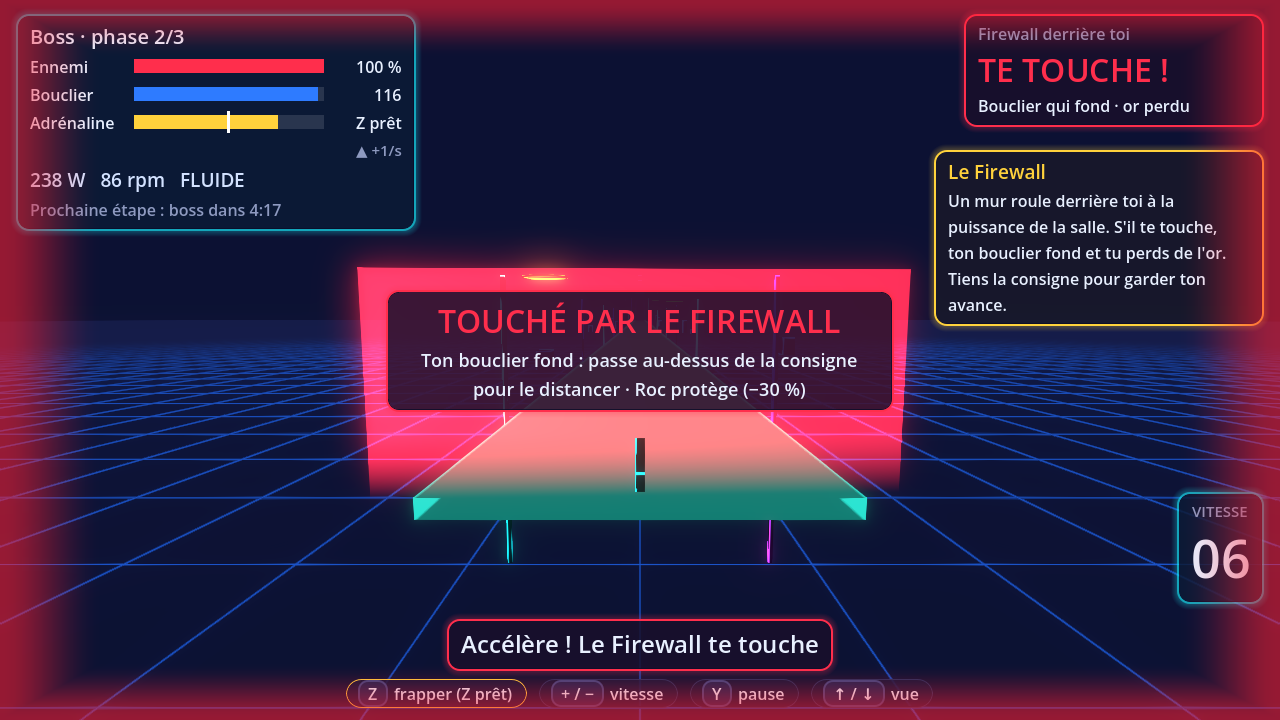 Boss · phase 2/3
Ennemi 100 %
Bouclier 116
Adrénaline Z prêt
▲ +1/s
238 W 86 rpm FLUIDE
Prochaine étape : boss dans 4:17
Firewall derrière toi
TE TOUCHE !
Bouclier qui fond · or perdu
Le Firewall
Un mur roule derrière toi à la
puissance de la salle. S'il te touche,
ton bouclier fond et tu perds de l'or.
Tiens la consigne pour garder ton
avance.
TOUCHÉ PAR LE FIREWALL
Ton bouclier fond : passe au-dessus de la consigne
pour le distancer · Roc protège (−30 %)
VITESSE
06
Accélère ! Le Firewall te touche
Z frapper (Z prêt) + / − vitesse Y pause ↑ / ↓ vue